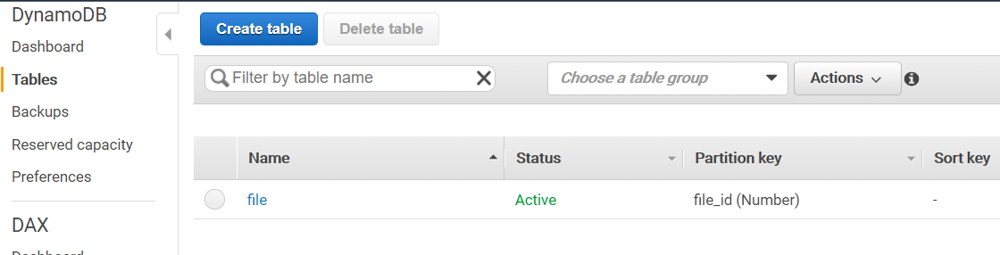 DynamoDB
Dashboard
Tables
Backups
Reserved capacity
Preferences
DAX
Dashboard
Create table Delete table
Filter by table name Choose a table group Actions
Name Status Partition key Sort key
file Active file_id (Number) -